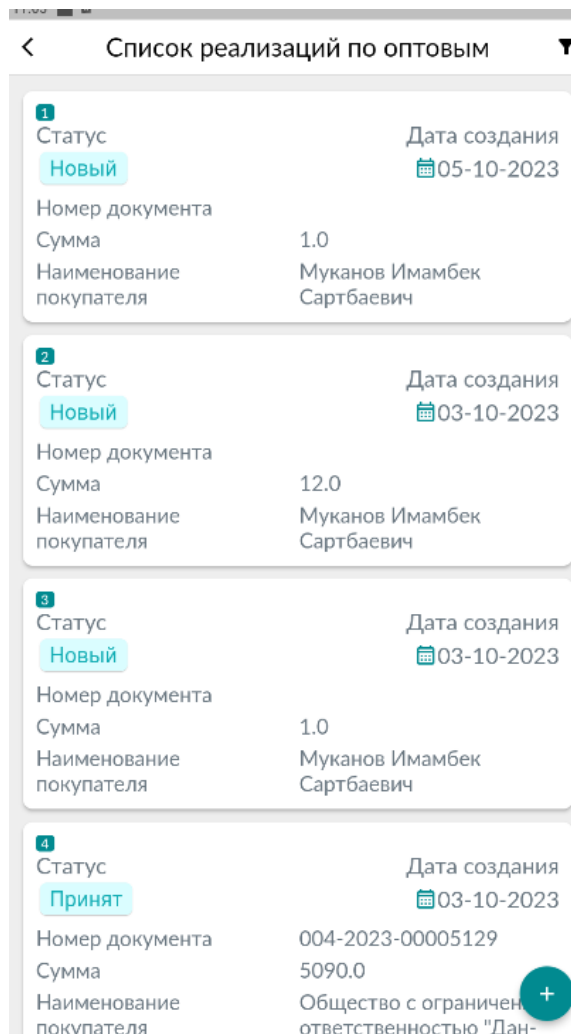 Список реализаций по оптовым
1
Статус Дата создания
Новый 05-10-2023
Номер документа
Сумма 1.0
Наименование Муканов Имамбек
покупателя Сартбаевич
2
Статус Дата создания
Новый 03-10-2023
Номер документа
Сумма 12.0
Наименование Муканов Имамбек
покупателя Сартбаевич
3
Статус Дата создания
Новый 03-10-2023
Номер документа
Сумма 1.0
Наименование Муканов Имамбек
покупателя Сартбаевич
4
Статус Дата создания
Принят 03-10-2023
Номер документа 004-2023-00005129
Сумма 5090.0
Наименование Общество с ограничен
покупателя ответственностью "Дан-